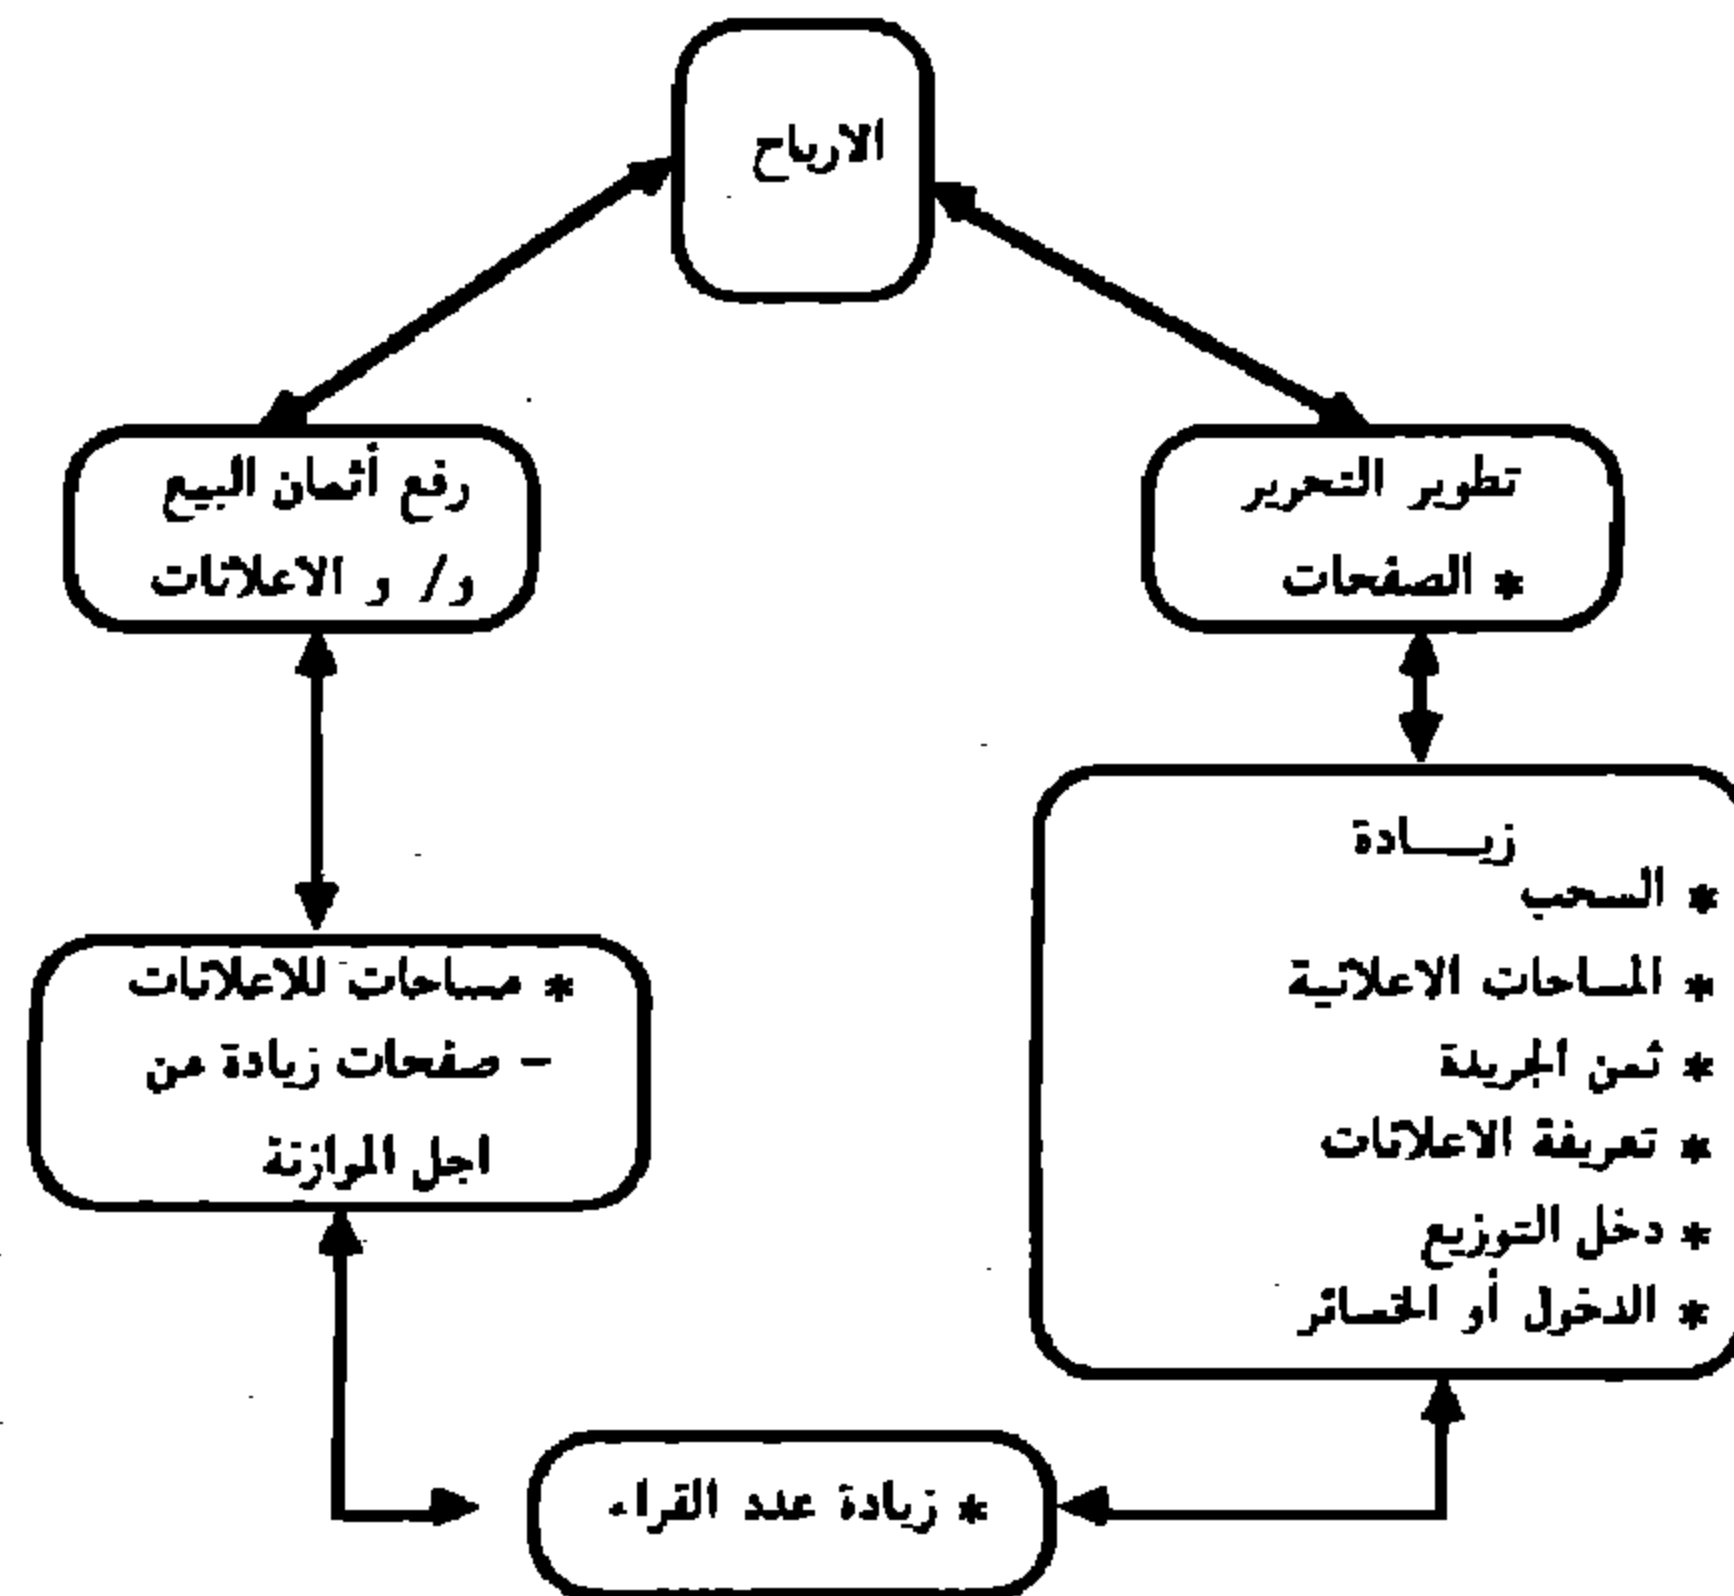 الارباح
تطوير التحرير
* الصفحات
رفع أثمان البيع
و/ و الاعلانات
زيــــادة
* السحب
* المساحات الاعلانية
* ثمن الجريدة
* تعريفة الاعلانات
* دخل التوزيع
* الدخول أو الخسائر
* مساحات للاعلانات
- صفحات زيادة من
اجل الموازنة
* زيادة عدد القراء